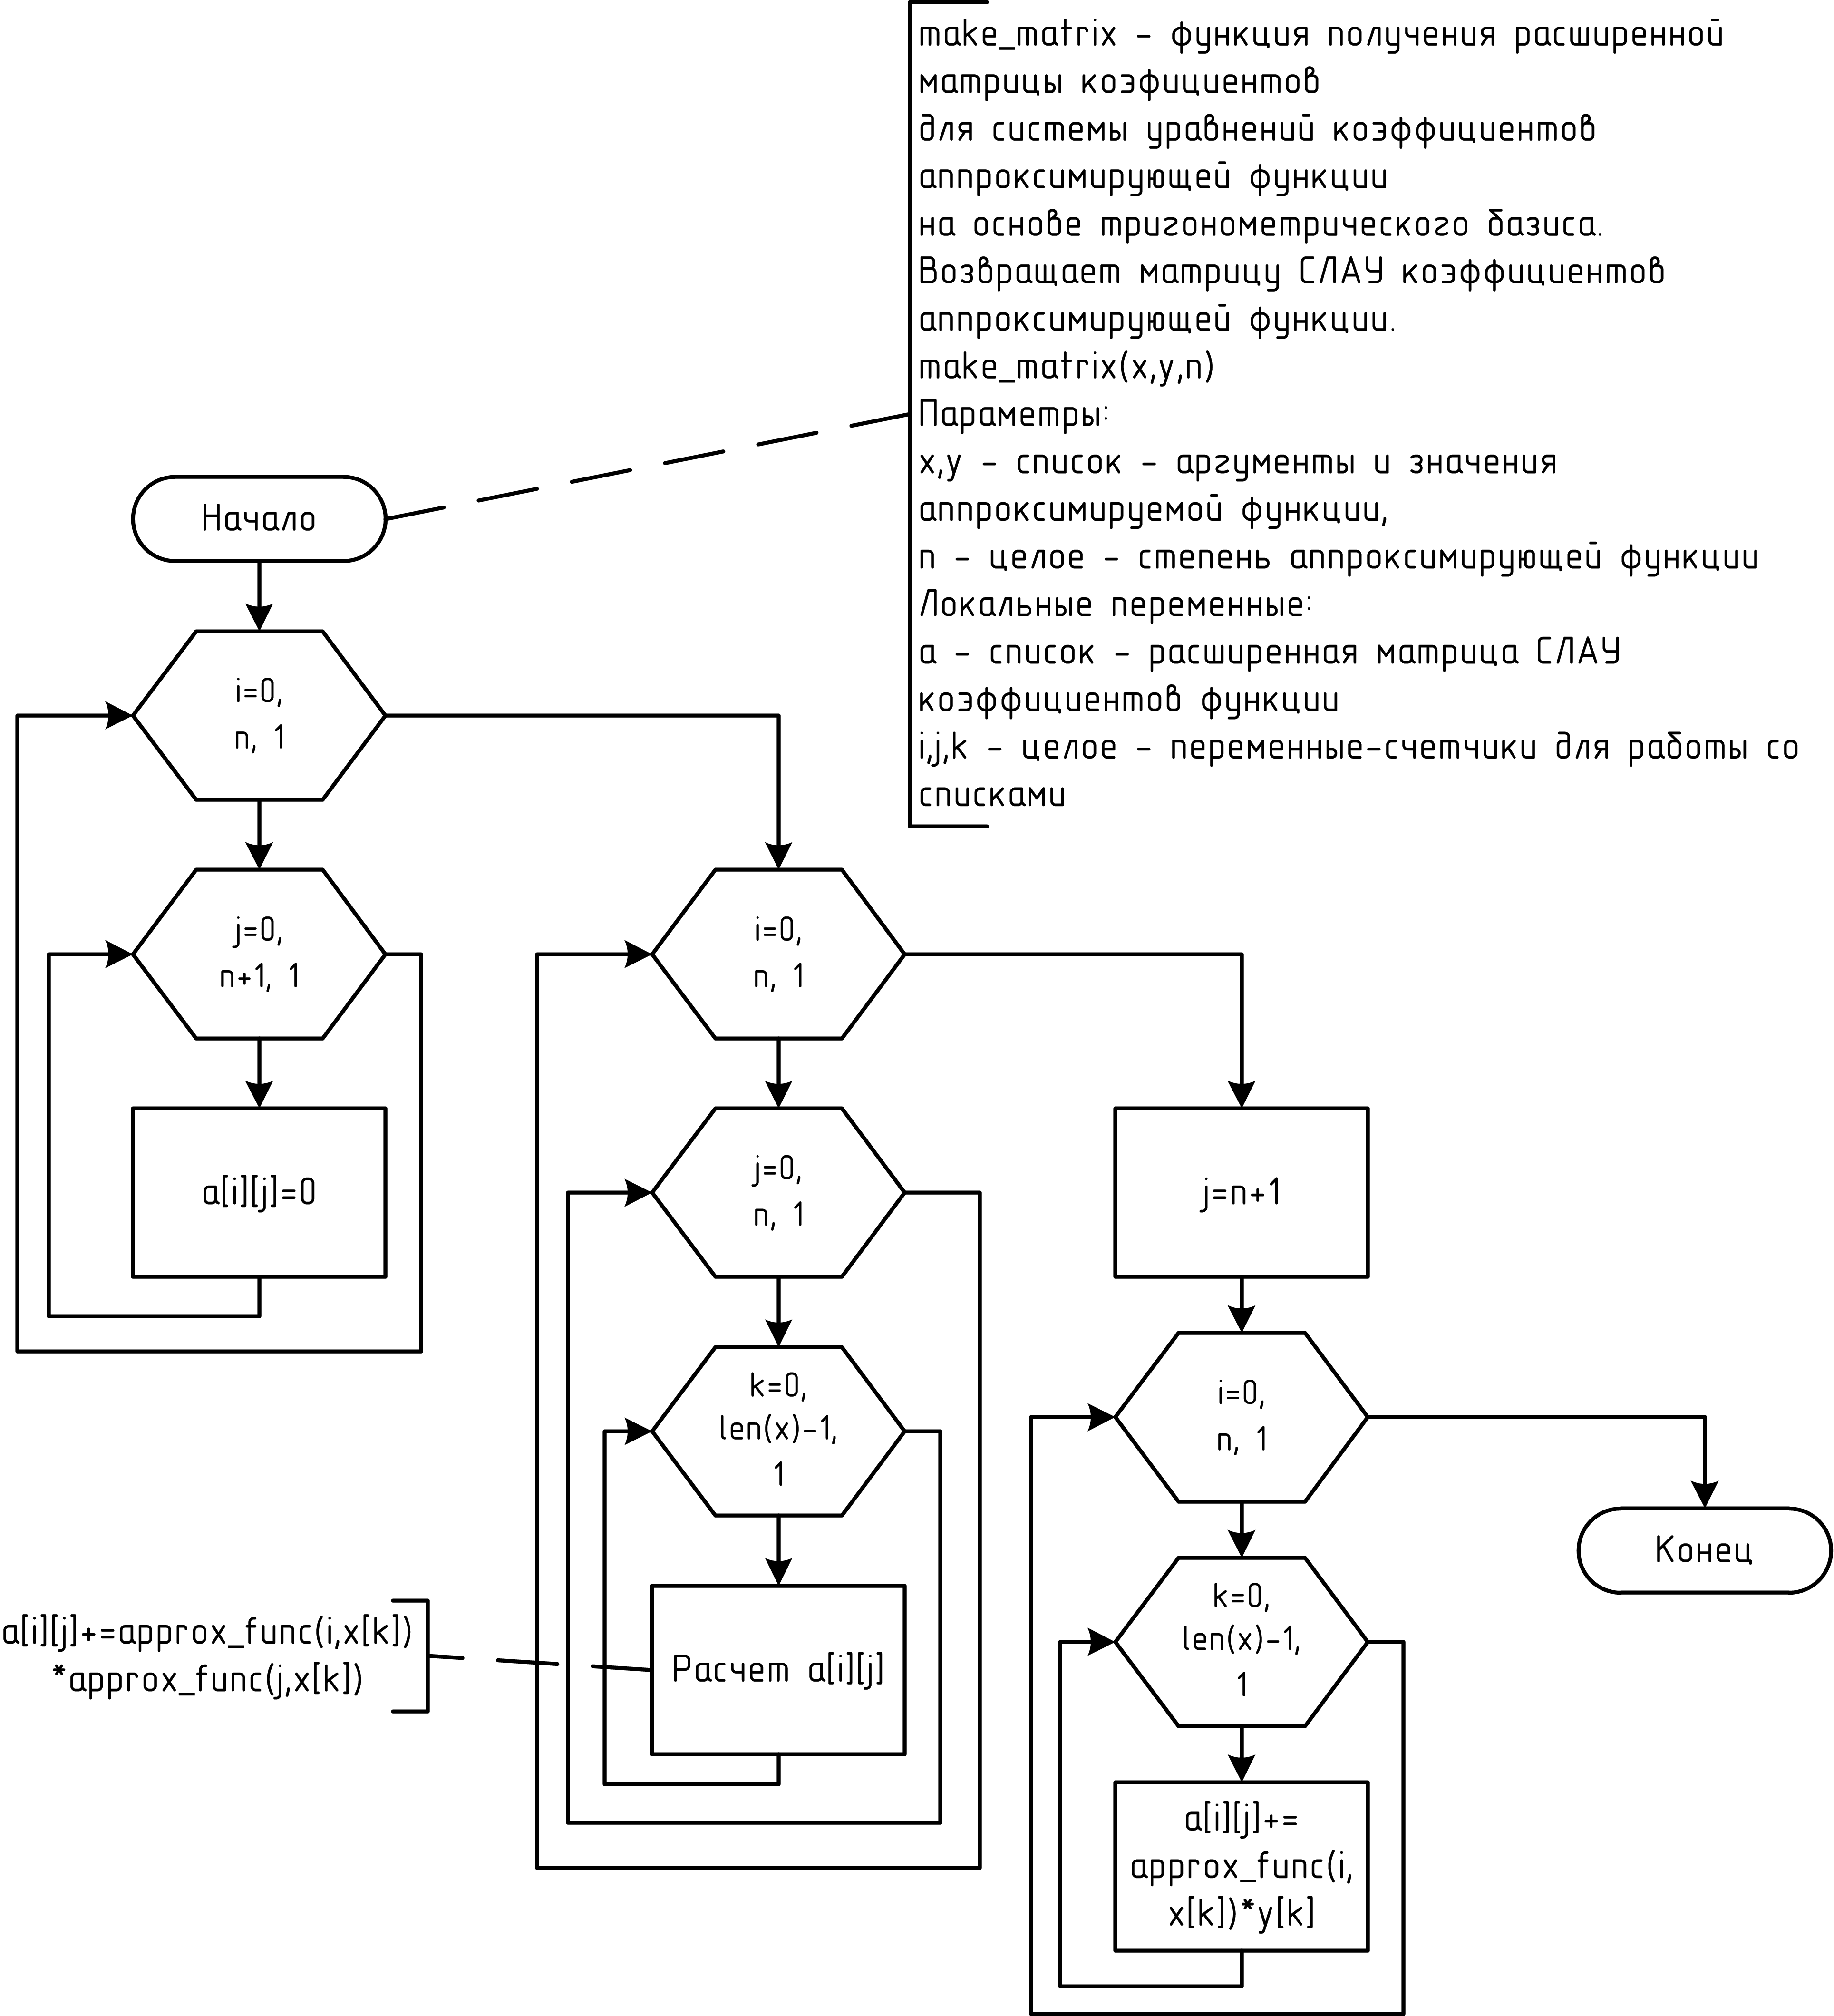 make_matrix - функция получения расширенной
матрицы коэфициентов
для системы уравнений коэффициентов
аппроксимирующей функции
на основе тригонометрического базиса.
Возвращает матрицу СЛАУ коэффициентов
аппроксимирующей функции.
make_matrix(x,y,n)
Параметры:
x,y - список - аргументы и значения
аппроксимируемой функции,
n - целое - степень аппроксимирующей функции
Локальные переменные:
a - список - расширенная матрица СЛАУ
коэффициентов функции
i,j,k - целое - переменные-счетчики для работы со
списками
Начало
i=0,
n, 1
j=0,
n+1, 1
a[i][j]=0
i=0,
n, 1
j=0,
n, 1
k=0,
len(x)-1,
1
Расчет a[i][j]
a[i][j]+=approx_func(i,x[k])
*approx_func(j,x[k])
j=n+1
i=0,
n, 1
k=0,
len(x)-1,
1
a[i][j]+=
approx_func(i,
x[k])*y[k]
Конец